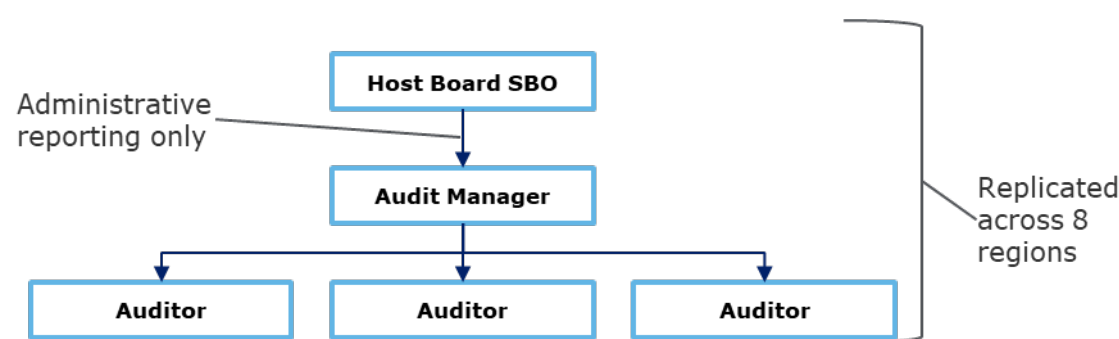 Host Board SBO
Administrative
reporting only
Audit Manager
Replicated
across 8
regions
Auditor
Auditor
Auditor